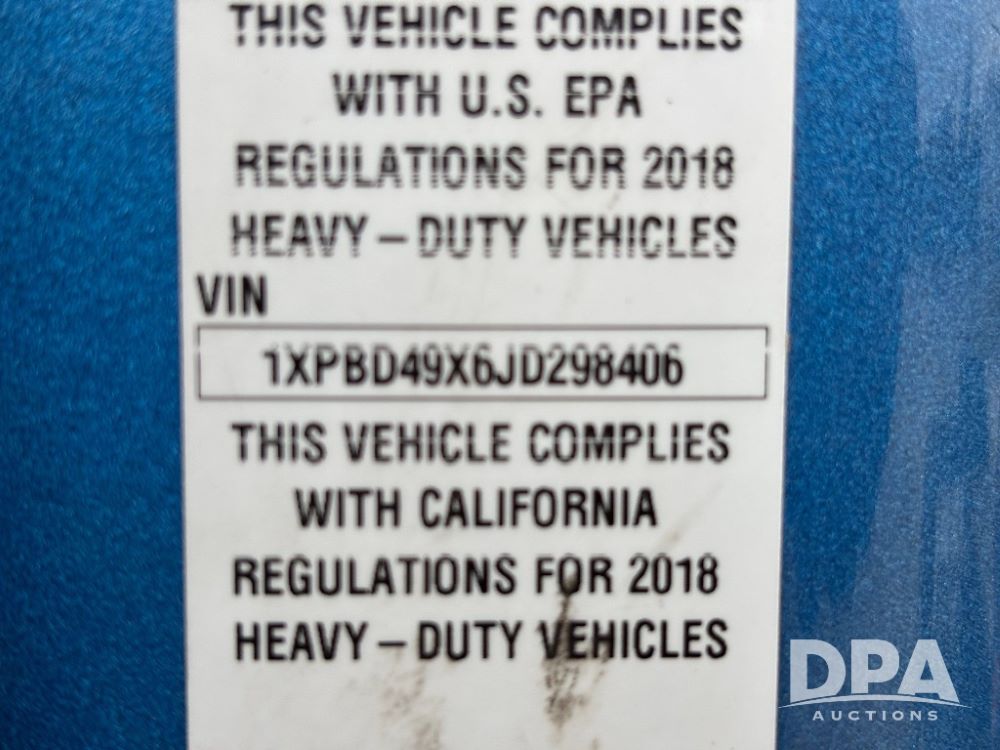 THIS VEHICLE COMPLIES
WITH U.S. EPA
REGULATIONS FOR 2018
HEAVY – DUTY VEHICLES
VIN
1XPBD49X6JD298406
THIS VEHICLE COMPLIES
WITH CALIFORNIA
REGULATIONS FOR 2018
HEAVY – DUTY VEHICLES
DPA
AUCTIONS